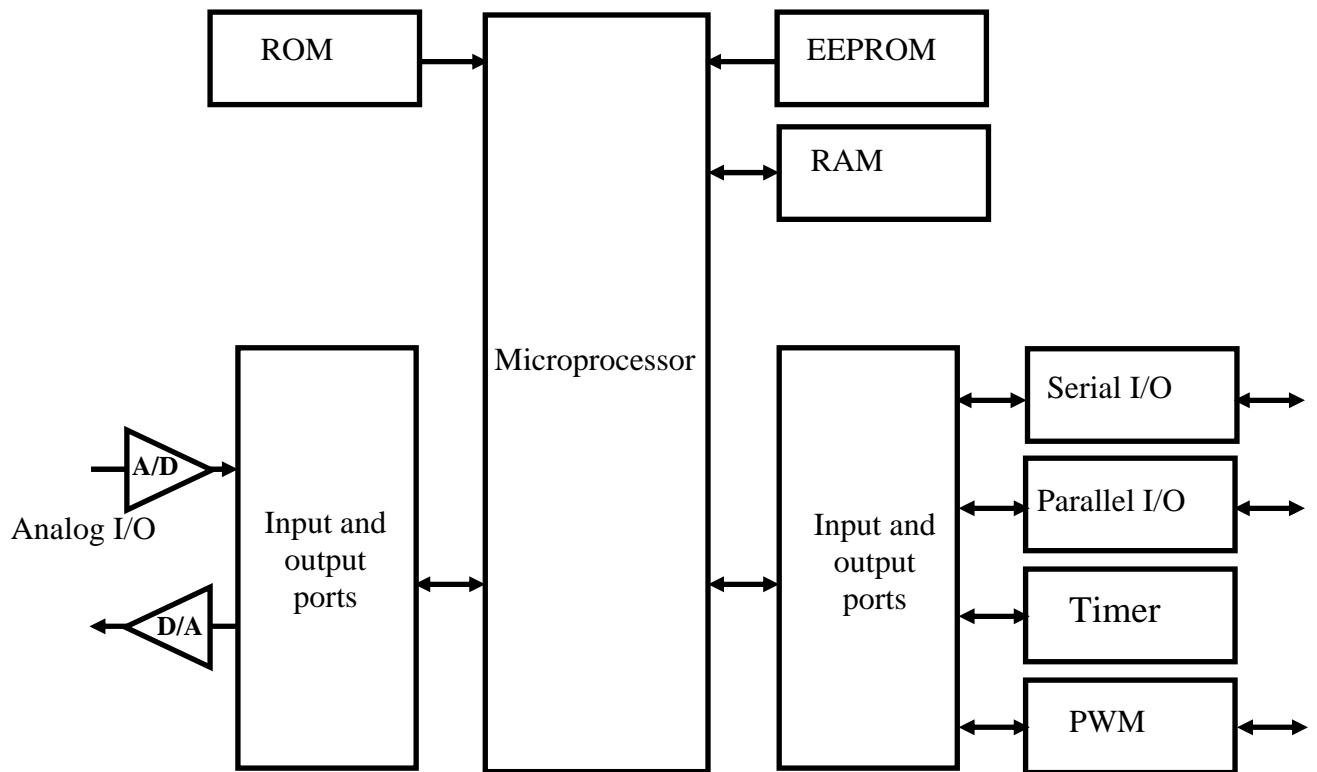 ROM
EEPROM
RAM
Microprocessor
A/D
Analog I/O
D/A
Input and
output
ports
Input and
output
ports
Serial I/O
Parallel I/O
Timer
PWM